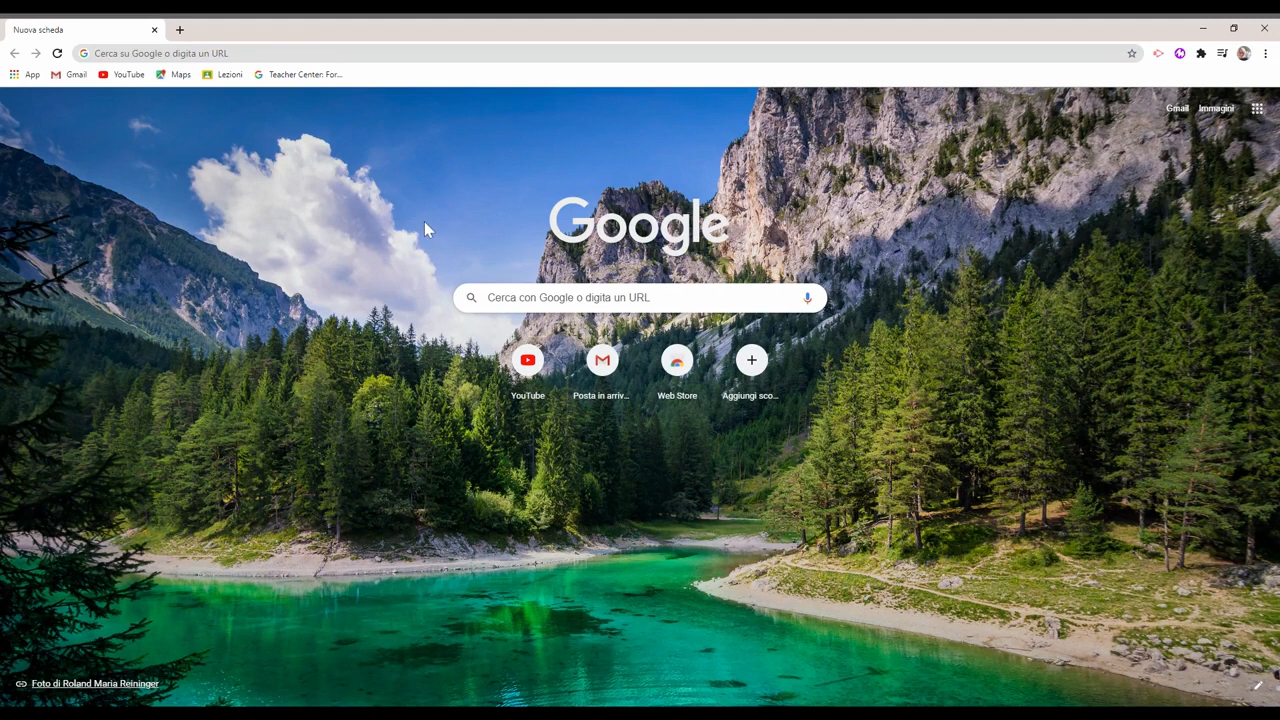 Nuova scheda
Cerca su Google o digita un URL
App Gmail YouTube Maps Lezioni Teacher Center: For...
Gmail Immagini
Google
Cerca con Google o digita un URL
YouTube Posta in arriv... Web Store Aggiungi sco...
Foto di Roland Maria Reininger